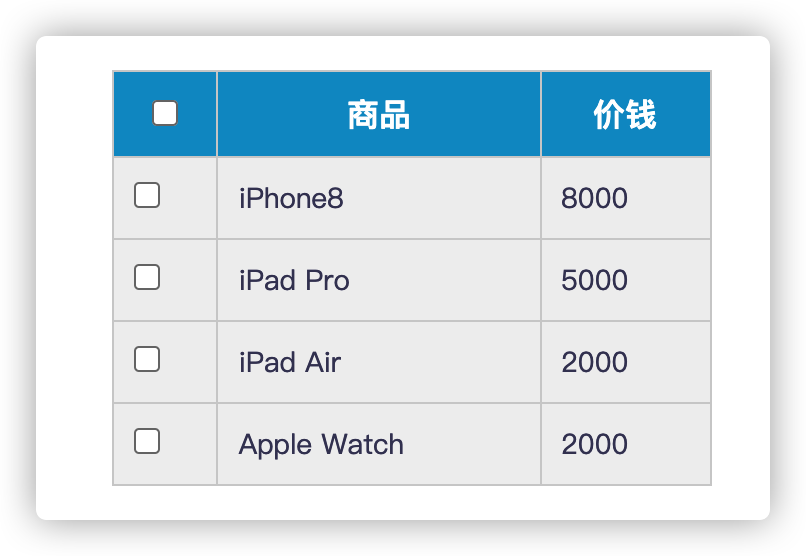 商品 价钱
iPhone8 8000
iPad Pro 5000
iPad Air 2000
Apple Watch 2000